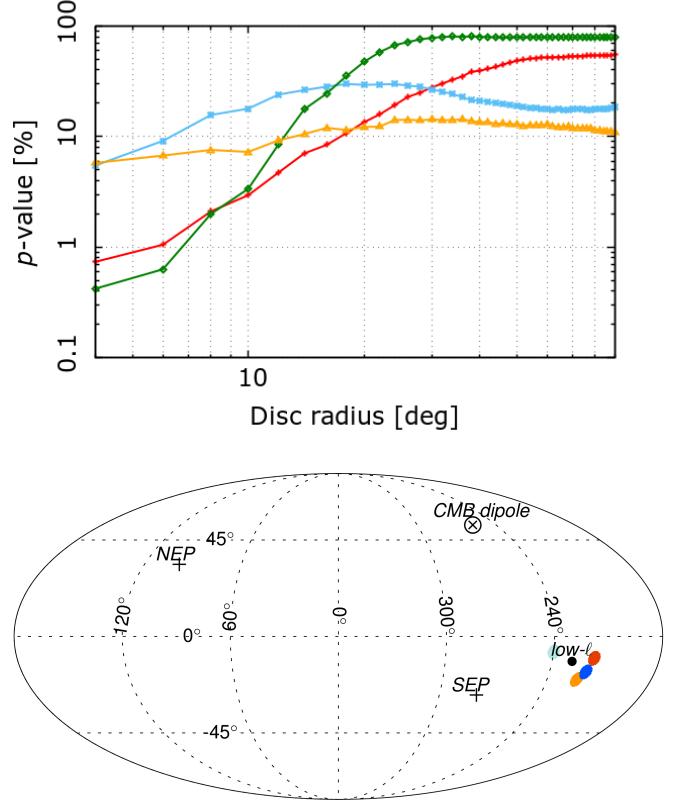 100
10
1
0.1
p-value [%]
10
Disc radius [deg]
CMB dipole
45°
NEP
120°
60°
0°
300°
240°
0°
low-ℓ
SEP
-45°